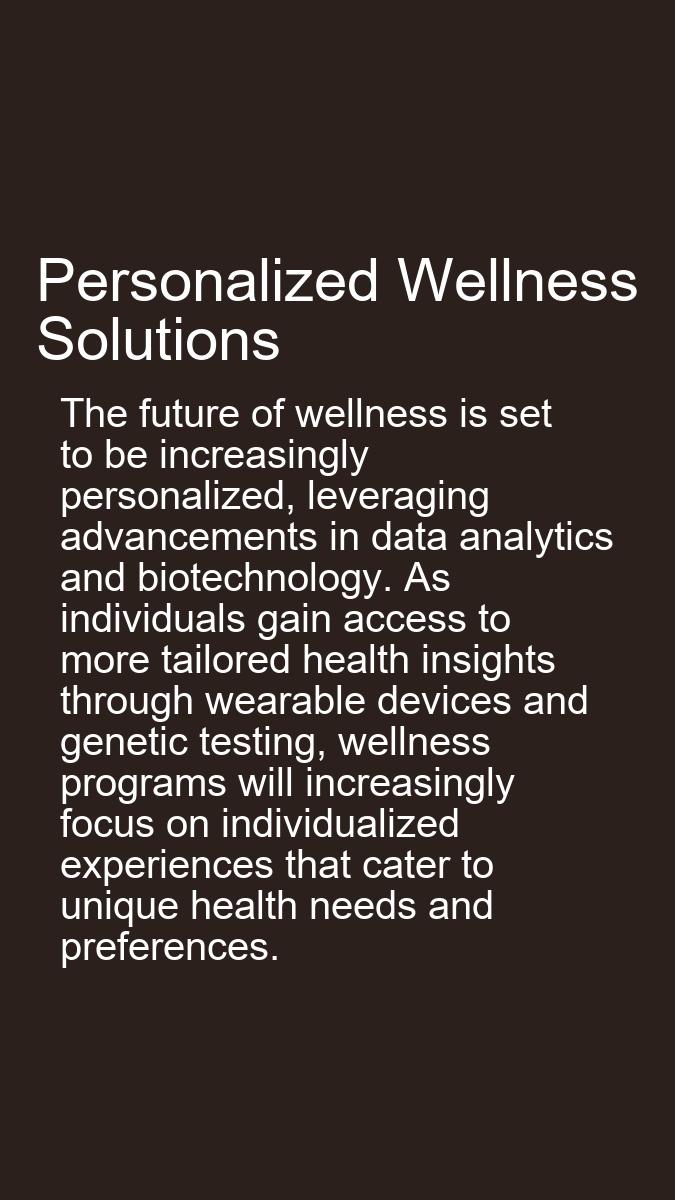 Personalized Wellness
Solutions
The future of wellness is set
to be increasingly
personalized, leveraging
advancements in data analytics
and biotechnology. As
individuals gain access to
more tailored health insights
through wearable devices and
genetic testing, wellness
programs will increasingly
focus on individualized
experiences that cater to
unique health needs and
preferences.